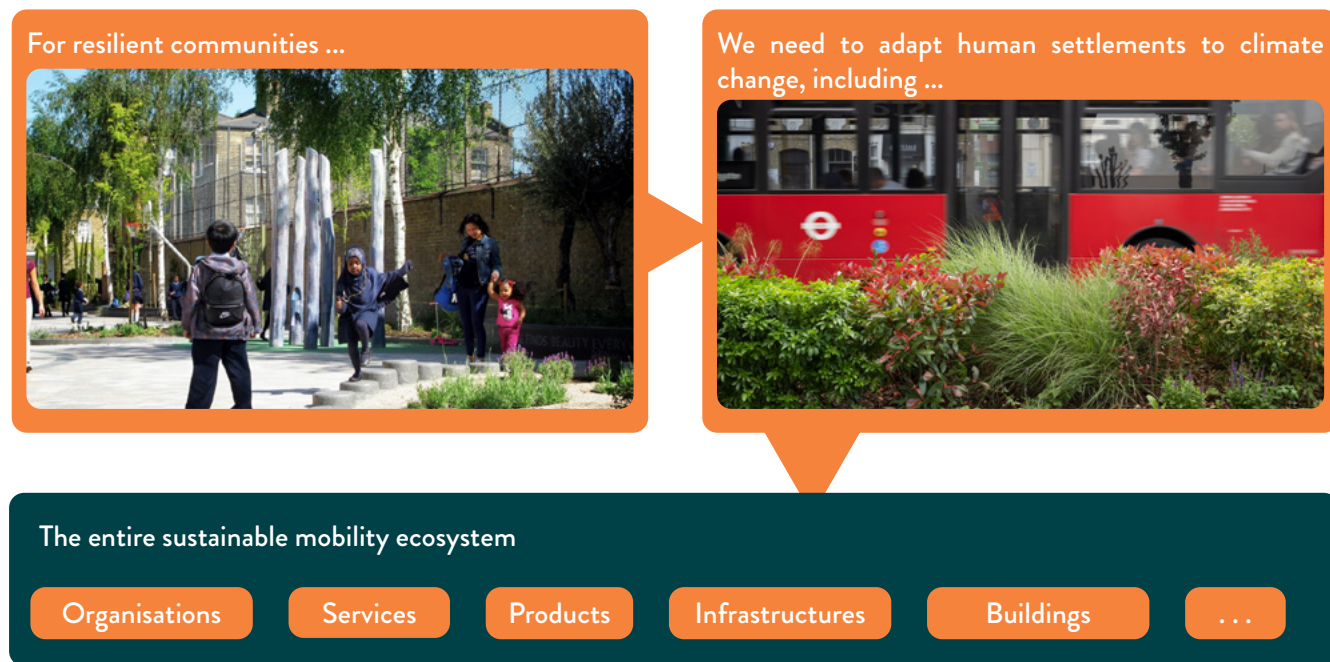 For resilient communities ...
We need to adapt human settlements to climate
change, including ...
The entire sustainable mobility ecosystem
Organisations
Services
Products
Infrastructures
Buildings
. . .